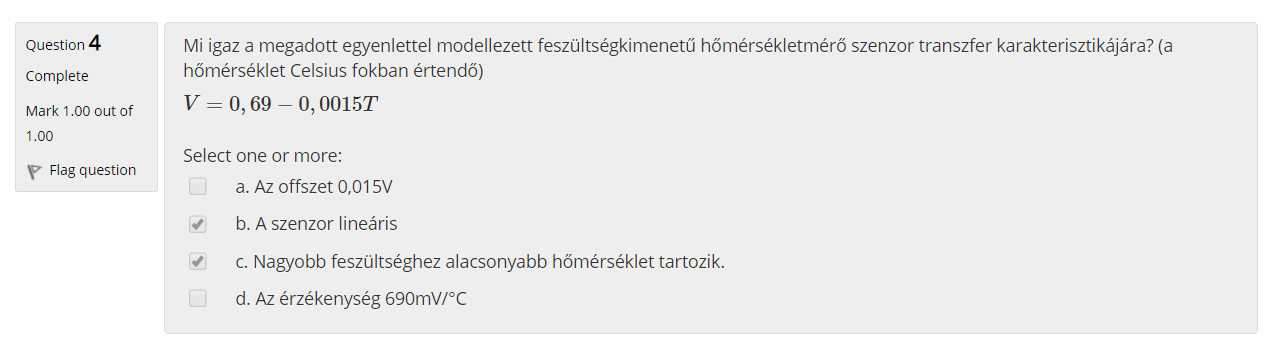 Question 4
Complete
Mark 1.00 out of
1.00
Flag question
Mi igaz a megadott egyenlettel modellezett feszültségkimenetű hőmérsékletmérő szenzor transzfer karakterisztikájára? (a
hőmérséklet Celsius fokban értendő)
V = 0, 69 − 0, 0015T
Select one or more:
a. Az offszet 0,015V
b. A szenzor lineáris
c. Nagyobb feszültséghez alacsonyabb hőmérséklet tartozik.
d. Az érzékenység 690mV/°C